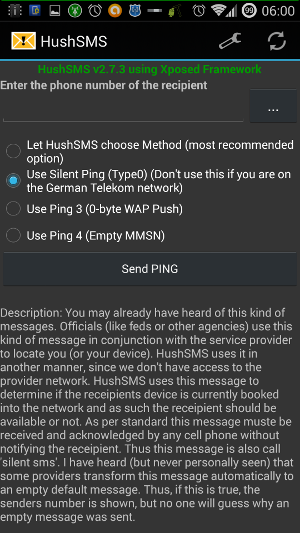 99 06:00
HushSMS
HushSMS v2.7.3 using Xposed Framework
Enter the phone number of the recipient
...
Let HushSMS choose Method (most recommended
option)
Use Silent Ping (Type0) (Don't use this if you are on
the German Telekom network)
Use Ping 3 (0-byte WAP Push)
Use Ping 4 (Empty MMSN)
Send PING
Description: You may already have heard of this kind of
messages. Officials (like feds or other agencies) use this
kind of message in conjunction with the service
provider to locate you (or your device). HushSMS uses it in
another manner, since we don't have access to the
provider network. HushSMS uses this message to
determine if the receipients device is currently booked
into the network and as such the receipient should be
available or not. As per standard this message muste be
received and acknowledged by any cell phone without
notifying the receipient. Thus this message is also call
'silent sms'. I have heard (but never personally seen) that
some providers transform this message automatically to
an empty default message. Thus, if this is true, the
senders number is shown, but no one will guess why an
empty message was sent.